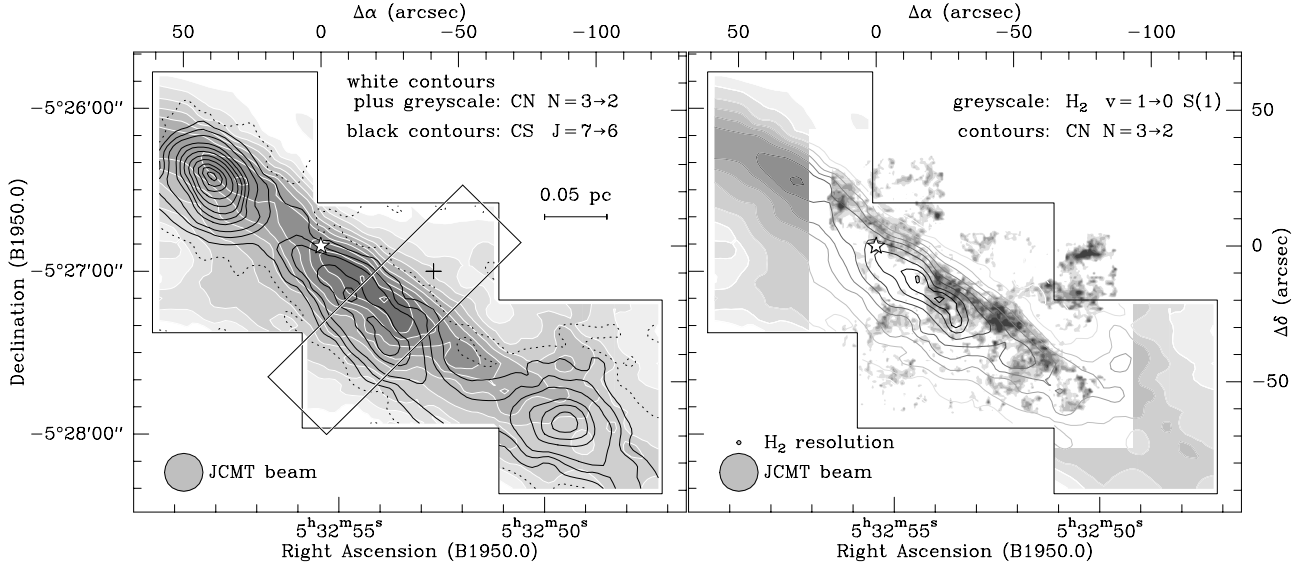 Δα (arcsec)
50 0 −50 −100
white contours
plus greyscale: CN N=3→2
black contours: CS J=7→6
0.05 pc
−5°26′00″
−5°27′00″
−5°28′00″
Declination (B1950.0)
JCMT beam
5ʰ32ᵐ55ˢ 5ʰ32ᵐ50ˢ
Right Ascension (B1950.0)
Δα (arcsec)
50 0 −50 −100
greyscale: H₂ v=1→0 S(1)
contours: CN N=3→2
50
0
−50
Δδ (arcsec)
H₂ resolution
JCMT beam
5ʰ32ᵐ55ˢ 5ʰ32ᵐ50ˢ
Right Ascension (B1950.0)